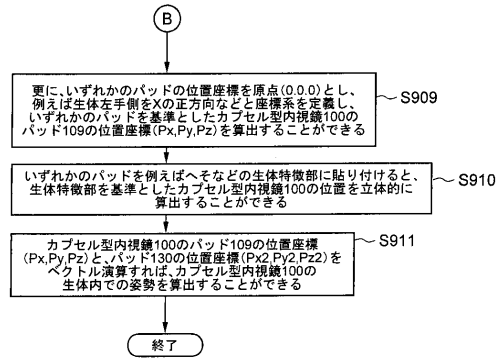 B
更に、いずれかのパッドの位置座標を原点(0.0.0)とし、
例えば生体左手側をXの正方向などと座標系を定義し、
いずれかのパッドを基準としたカプセル型内視鏡100の
パッド109の位置座標(Px,Py,Pz)を算出することができる
S909
いずれかのパッドを例えばへそなどの生体特徴部に貼り付けると、
生体特徴部を基準としたカプセル型内視鏡100の位置を立体的に
算出することができる
S910
カプセル型内視鏡100のパッド109の位置座標
(Px,Py,Pz)と、パッド130の位置座標(Px2,Py2,Pz2)を
ベクトル演算すれば、カプセル型内視鏡100の
生体内での姿勢を算出することができる
S911
終了